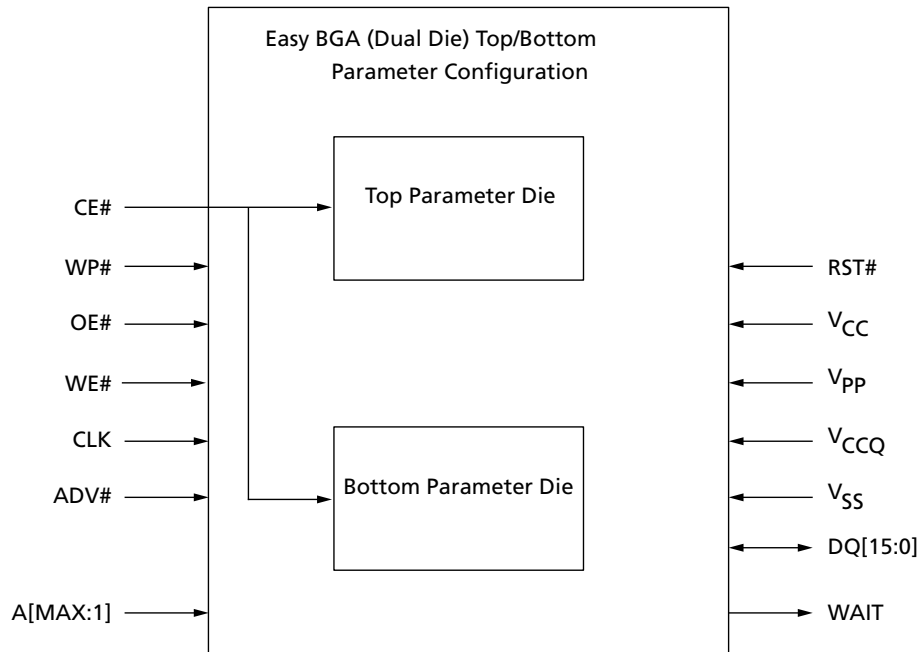 Easy BGA (Dual Die) Top/Bottom
Parameter Configuration
Top Parameter Die
CE#
WP#
OE#
WE#
CLK
ADV#
A[MAX:1]
Bottom Parameter Die
RST#
VCC
VPP
VCCQ
VSS
DQ[15:0]
WAIT